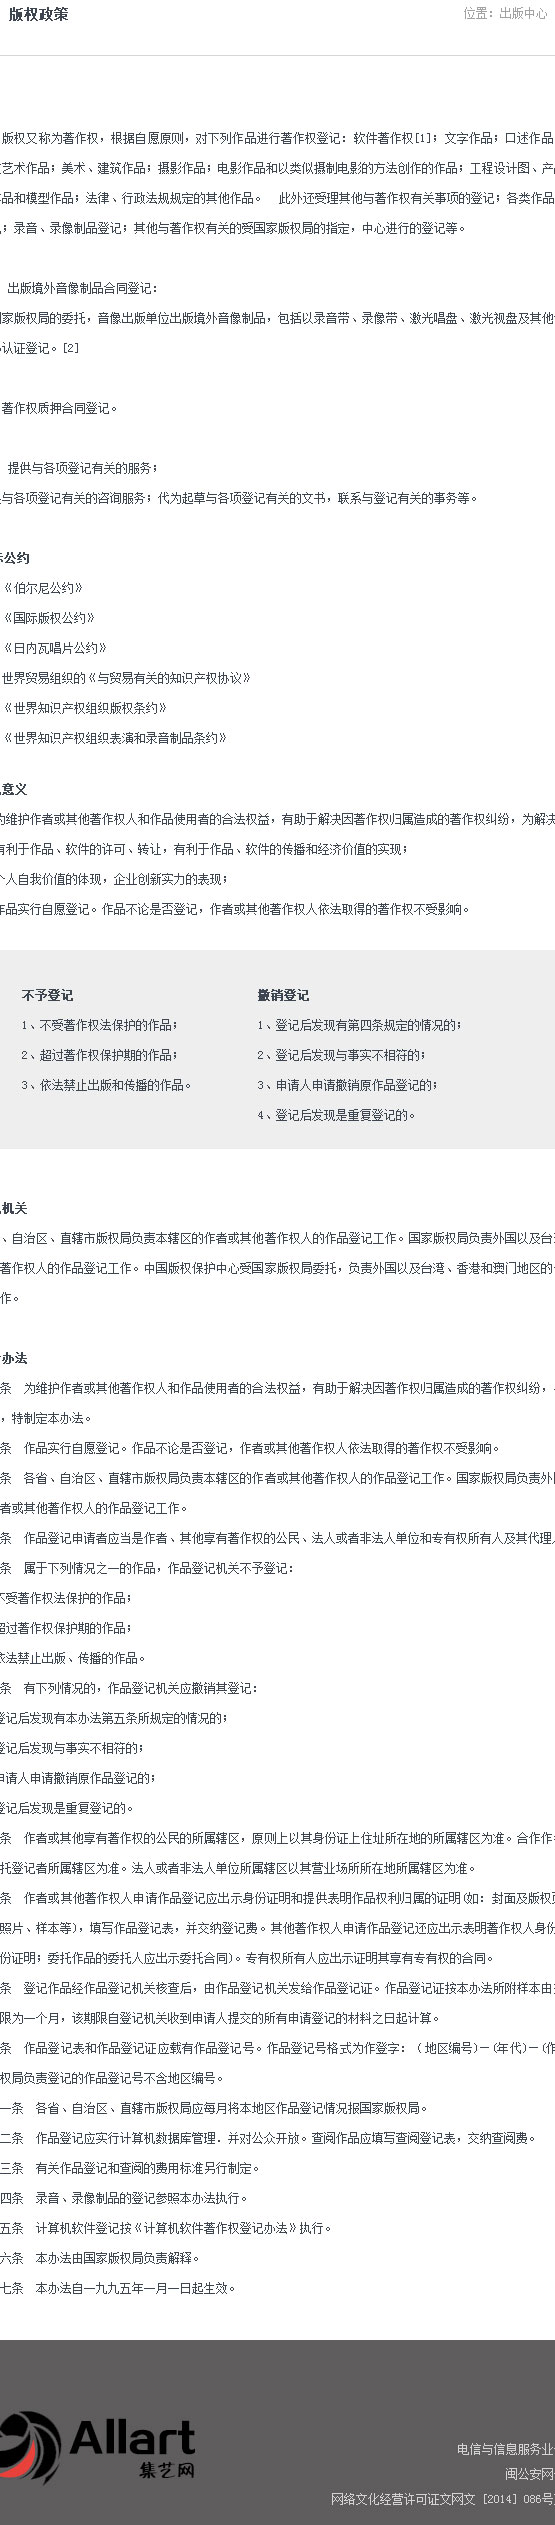 版权政策
位置: 出版中心
版权又称为著作权，根据自愿原则，对下列作品进行著作权登记：软件著作权[1]；文字作品；口述作品
艺术作品；美术、建筑作品；摄影作品；电影作品和以类似摄制电影的方法创作的作品；工程设计图、产
品和模型作品；法律、行政法规规定的其他作品。 此外还受理其他与著作权有关事项的登记；各类作品
；录音、录像制品登记；其他与著作权有关的受国家版权局的指定，中心进行的登记等。
出版境外音像制品合同登记：
家版权局的委托，音像出版单位出版境外音像制品，包括以录音带、录像带、激光唱盘、激光视盘及其他
认证登记。[2]
著作权质押合同登记。
提供与各项登记有关的服务；
与各项登记有关的咨询服务；代为起草与各项登记有关的文书，联系与登记有关的事务等。
公约
《伯尔尼公约》
《国际版权公约》
《日内瓦唱片公约》
世界贸易组织的《与贸易有关的知识产权协议》
《世界知识产权组织版权条约》
《世界知识产权组织表演和录音制品条约》
意义
为维护作者或其他著作权人和作品使用者的合法权益，有助于解决因著作权归属造成的著作权纠纷，为解决
有利于作品、软件的许可、转让，有利于作品、软件的传播和经济价值的实现；
个人自我价值的体现，企业创新实力的表现；
作品实行自愿登记。作品不论是否登记，作者或其他著作权人依法取得的著作权不受影响。
不予登记
1、不受著作权法保护的作品；
2、超过著作权保护期的作品；
3、依法禁止出版和传播的作品。
撤销登记
1、登记后发现有第四条规定的情况的；
2、登记后发现与事实不相符的；
3、申请人申请撤销原作品登记的；
4、登记后发现是重复登记的。
机关
、自治区、直辖市版权局负责本辖区的作者或其他著作权人的作品登记工作。国家版权局负责外国以及台
著作权人的作品登记工作。中国版权保护中心受国家版权局委托，负责外国以及台湾、香港和澳门地区的
作。
办法
条 为维护作者或其他著作权人和作品使用者的合法权益，有助于解决因著作权归属造成的著作权纠纷，
，特制定本办法。
条 作品实行自愿登记。作品不论是否登记，作者或其他著作权人依法取得的著作权不受影响。
条 各省、自治区、直辖市版权局负责本辖区的作者或其他著作权人的作品登记工作。国家版权局负责外
者或其他著作权人的作品登记工作。
条 作品登记申请者应当是作者、其他享有著作权的公民、法人或者非法人单位和专有权所有人及其代理人
条 属于下列情况之一的作品，作品登记机关不予登记：
不受著作权法保护的作品；
超过著作权保护期的作品；
依法禁止出版、传播的作品。
条 有下列情况的，作品登记机关应撤销其登记：
登记后发现有本办法第五条所规定的情况的；
登记后发现与事实不相符的；
申请人申请撤销原作品登记的；
登记后发现是重复登记的。
条 作者或其他享有著作权的公民的所属辖区，原则上以其身份证上住址所在地的所属辖区为准。合作作
托登记者所属辖区为准。法人或者非法人单位所属辖区以其营业场所所在地所属辖区为准。
条 作者或其他著作权人申请作品登记应出示身份证明和提供表明作品权利归属的证明(如：封面及版权页
照片、样本等)，填写作品登记表，并交纳登记费。其他著作权人申请作品登记还应出示表明著作权人身份
份证明；委托作品的委托人应出示委托合同)。专有权所有人应出示证明其享有专有权的合同。
条 登记作品经作品登记机关核查后，由作品登记机关发给作品登记证。作品登记证按本办法所附样本由
限为一个月，该期限自登记机关收到申请人提交的所有申请登记的材料之日起计算。
条 作品登记表和作品登记证应载有作品登记号。作品登记号格式为作登字：（地区编号)－(年代)－(作
权局负责登记的作品登记号不含地区编号。
一条 各省、自治区、直辖市版权局应每月将本地区作品登记情况报国家版权局。
二条 作品登记应实行计算机数据库管理．并对公众开放。查阅作品应填写查阅登记表，交纳查阅费。
三条 有关作品登记和查阅的费用标准另行制定。
四条 录音、录像制品的登记参照本办法执行。
五条 计算机软件登记按《计算机软件著作权登记办法》执行。
六条 本办法由国家版权局负责解释。
七条 本办法自一九九五年一月一日起生效。
Allart
集艺网
电信与信息服务业
闽公安网
网络文化经营许可证文网文 [2014] 086号